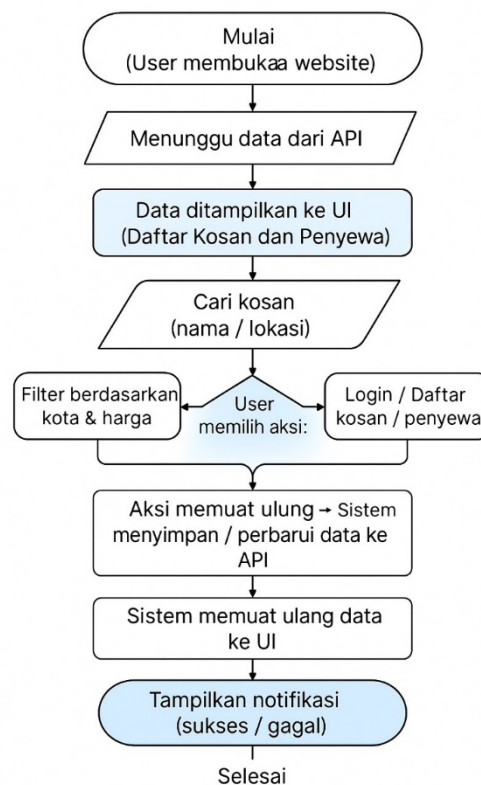 Mulai
(User membukaa website)
Menunggu data dari API
Data ditampilkan ke UI
(Daftar Kosan dan Penyewa)
Cari kosan
(nama / lokasi)
Filter berdasarkan
kota & harga
User
memilih aksi:
Login / Daftar
kosan / penyewa
Aksi memuat ulung → Sistem
menyimpan / perbarui data ke
API
Sistem memuat ulang data
ke UI
Tampilkan notifikasi
(sukses / gagal)
Selesai